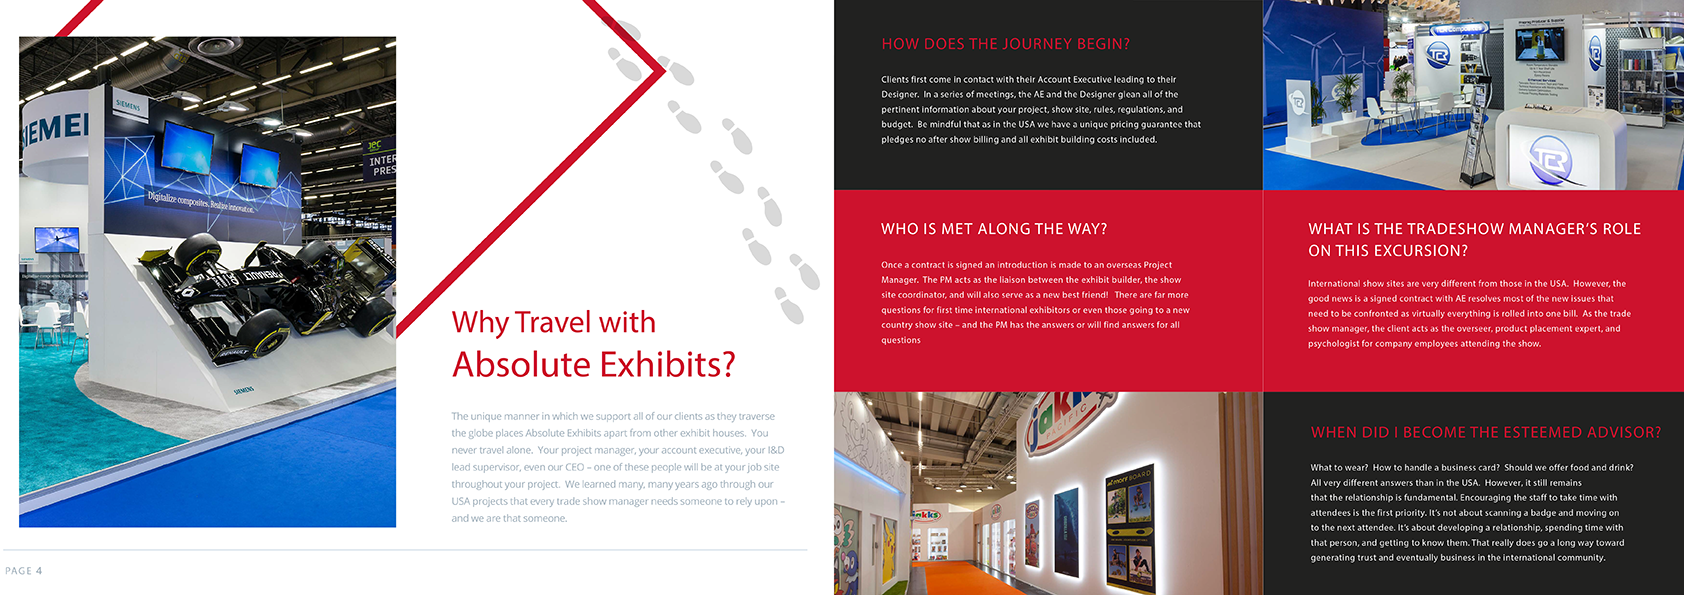 SIEMENS
SIEMEN
jec
INTER
PRES
Digitalize composites. Realize innovation.
RENAULT
SIEMENS
Why Travel with
Absolute Exhibits?
The unique manner in which we support all of our clients as they traverse
the globe places Absolute Exhibits apart from other exhibit houses.  You
never travel alone.  Your project manager, your account executive, your I&D
lead supervisor, even our CEO – one of these people will be at your job site
throughout your project.  We learned many, many years ago through our
USA projects that every trade show manager needs someone to rely upon –
and we are that someone.
PAGE 4
HOW DOES THE JOURNEY BEGIN?
Clients first come in contact with their Account Executive leading to their
Designer.  In a series of meetings, the AE and the Designer glean all of the
pertinent information about your project, show site, rules, regulations, and
budget.  Be mindful that as in the USA we have a unique pricing guarantee that
pledges no after show billing and all exhibit building costs included.
TCR Composites
TCR
TCR
TCR
WHO IS MET ALONG THE WAY?
Once a contract is signed an introduction is made to an overseas Project
Manager.  The PM acts as the liaison between the exhibit builder, the show
site coordinator, and will also serve as a new best friend!  There are far more
questions for first time international exhibitors or even those going to a new
country show site – and the PM has the answers or will find answers for all
questions
WHAT IS THE TRADESHOW MANAGER'S ROLE
ON THIS EXCURSION?
International show sites are very different from those in the USA.  However, the
good news is a signed contract with AE resolves most of the new issues that
need to be confronted as virtually everything is rolled into one bill.  As the trade
show manager, the client acts as the overseer, product placement expert, and
psychologist for company employees attending the show.
jakks
PACIFIC
jakks
MORFBOARD
WHEN DID I BECOME THE ESTEEMED ADVISOR?
What to wear?  How to handle a business card?  Should we offer food and drink?
All very different answers than in the USA.  However, it still remains
that the relationship is fundamental. Encouraging the staff to take time with
attendees is the first priority. It's not about scanning a badge and moving on
to the next attendee. It's about developing a relationship, spending time with
that person, and getting to know them. That really does go a long way toward
generating trust and eventually business in the international community.